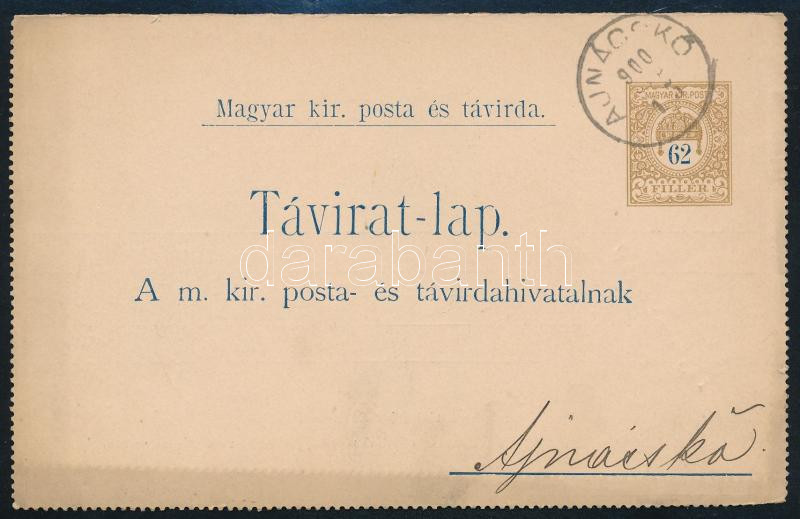 AJNÁCSKŐ
900
MAGYAR KIR. POSTA
62
FILLÉR
Magyar kir. posta és távirda.
Távirat-lap.
darabanth
A m. kir. posta- és távirdahivatalnak
Ajnácskő